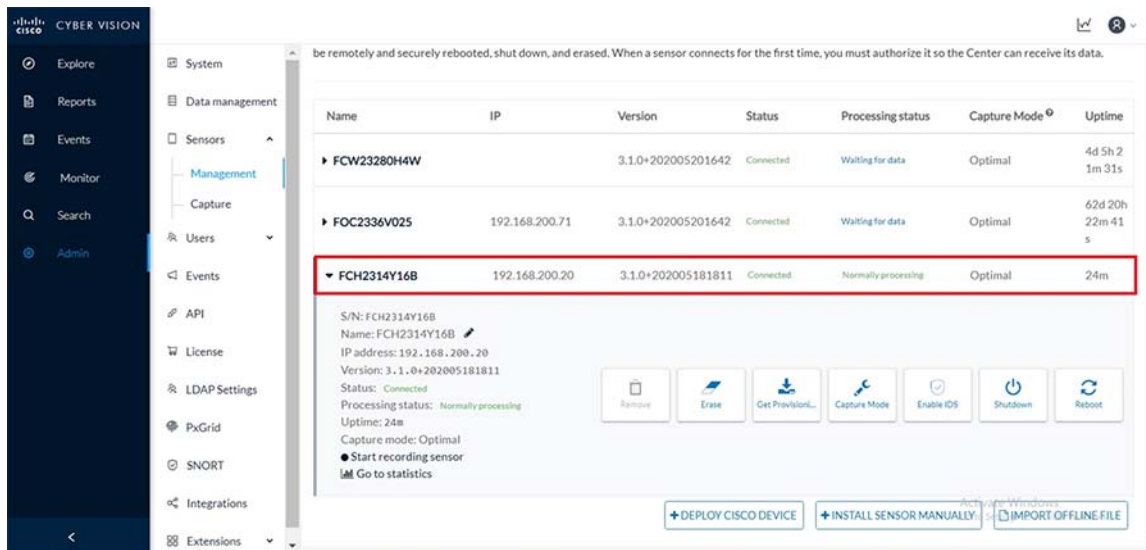 cisco CYBER VISION
Explore
Reports
Events
Monitor
Search
Admin
System
Data management
Sensors
Management
Capture
Users
Events
API
License
LDAP Settings
PxGrid
SNORT
Integrations
Extensions
be remotely and securely rebooted, shut down, and erased. When a sensor connects for the first time, you must authorize it so the Center can receive its data.
Name IP Version Status Processing status Capture Mode Uptime
FCW23280H4W 3.1.0+202005201642 Connected Waiting for data Optimal 4d 5h 2
1m 31s
FOC2336V025 192.168.200.71 3.1.0+202005201642 Connected Waiting for data Optimal 62d 20h
22m 41
s
FCH2314Y16B 192.168.200.20 3.1.0+202005181811 Connected Normally processing Optimal 24m
S/N: FCH2314Y16B
Name: FCH2314Y16B
IP address: 192.168.200.20
Version: 3.1.0+202005181811
Status: Connected
Processing status: Normally processing
Uptime: 24m
Capture mode: Optimal
Start recording sensor
Go to statistics
Remove Erase Get Provisioni... Capture Mode Enable IDS Shutdown Reboot
Activate Windows
+ DEPLOY CISCO DEVICE + INSTALL SENSOR MANUALLY IMPORT OFFLINE FILE